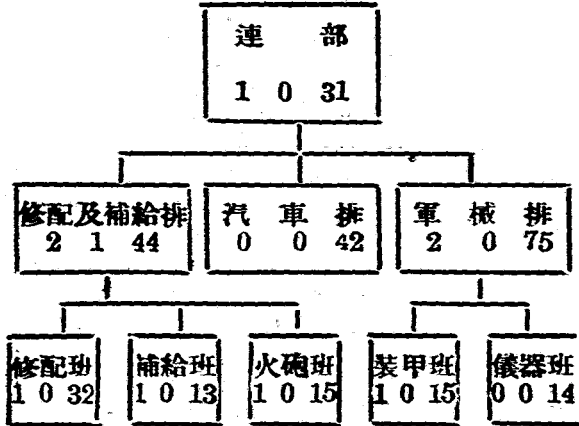 連 部
1 0 31
修配及補給排
2 1 44
汽車排
0 0 42
軍械排
2 0 75
修配班
1 0 32
補給班
1 0 13
火砲班
1 0 15
裝甲班
1 0 15
儀器班
0 0 14